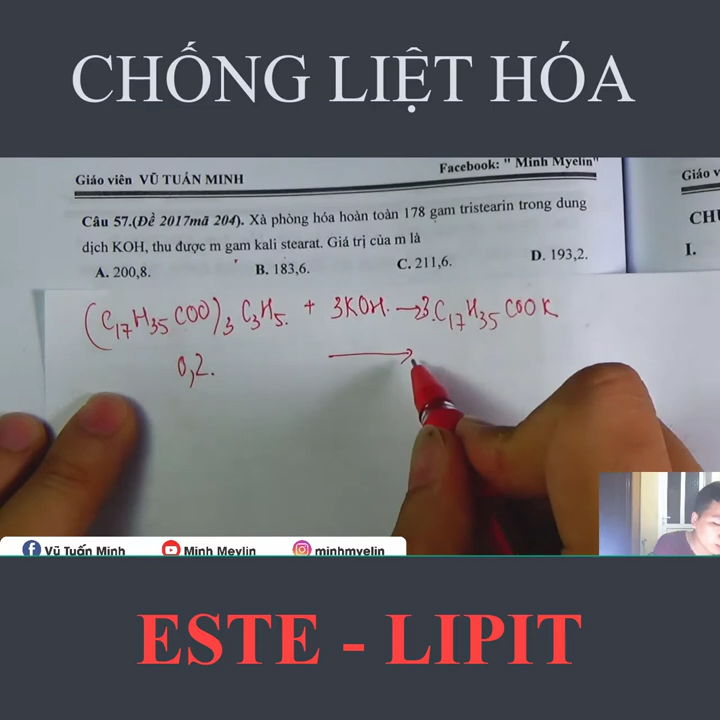 CHỐNG LIỆT HÓA
Giáo viên VŨ TUẤN MINH
Facebook: " Minh Myelin"
Giáo v
Câu 57.(Đề 2017mã 204). Xà phòng hóa hoàn toàn 178 gam tristearin trong dung
dịch KOH, thu được m gam kali stearat. Giá trị của m là
A. 200,8. B. 183,6. C. 211,6. D. 193,2.
I.
(C₁₇H₃₅COO)₃C₃H₅. + 3KOH. → 3.C₁₇H₃₅COOK
0,2. →
Vũ Tuấn Minh Minh Meylin minhmyelin
ESTE - LIPIT